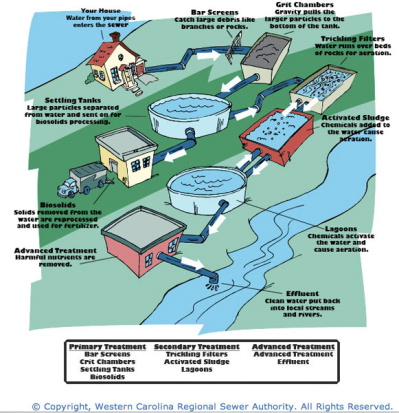 Your House
Water from your pipes
enters the sewer
Bar Screens
Catch large debris like
branches or rocks.
Grit Chambers
Gravity pulls the
larger particles to the
bottom of the tank.
Trickling Filters
Water runs over beds
of rocks for aeration.
Settling Tanks
Large particles separated
from water and sent on for
biosolids processing.
Activated Sludge
Chemicals added to
the water cause
aeration.
Biosolids
Solids removed from the
water are reprocessed
and used for fertilizer.
Lagoons
Chemicals activate
the water and
cause aeration.
Advanced Treatment
Harmful nutrients are
removed.
Effluent
Clean water put back
into local streams
and rivers.
Primary Treatment
Bar Screens
Grit Chambers
Settling Tanks
Biosolids
Secondary Treatment
Trickling Filters
Activated Sludge
Lagoons
Advanced Treatment
Advanced Treatment
Effluent
© Copyright, Western Carolina Regional Sewer Authority. All Rights Reserved.